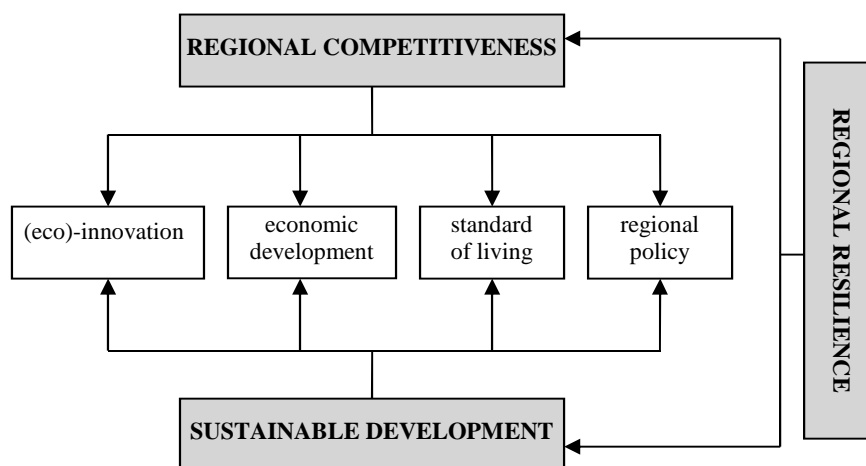 REGIONAL COMPETITIVENESS
(eco)-innovation
economic
development
standard
of living
regional
policy
SUSTAINABLE DEVELOPMENT
REGIONAL RESILIENCE